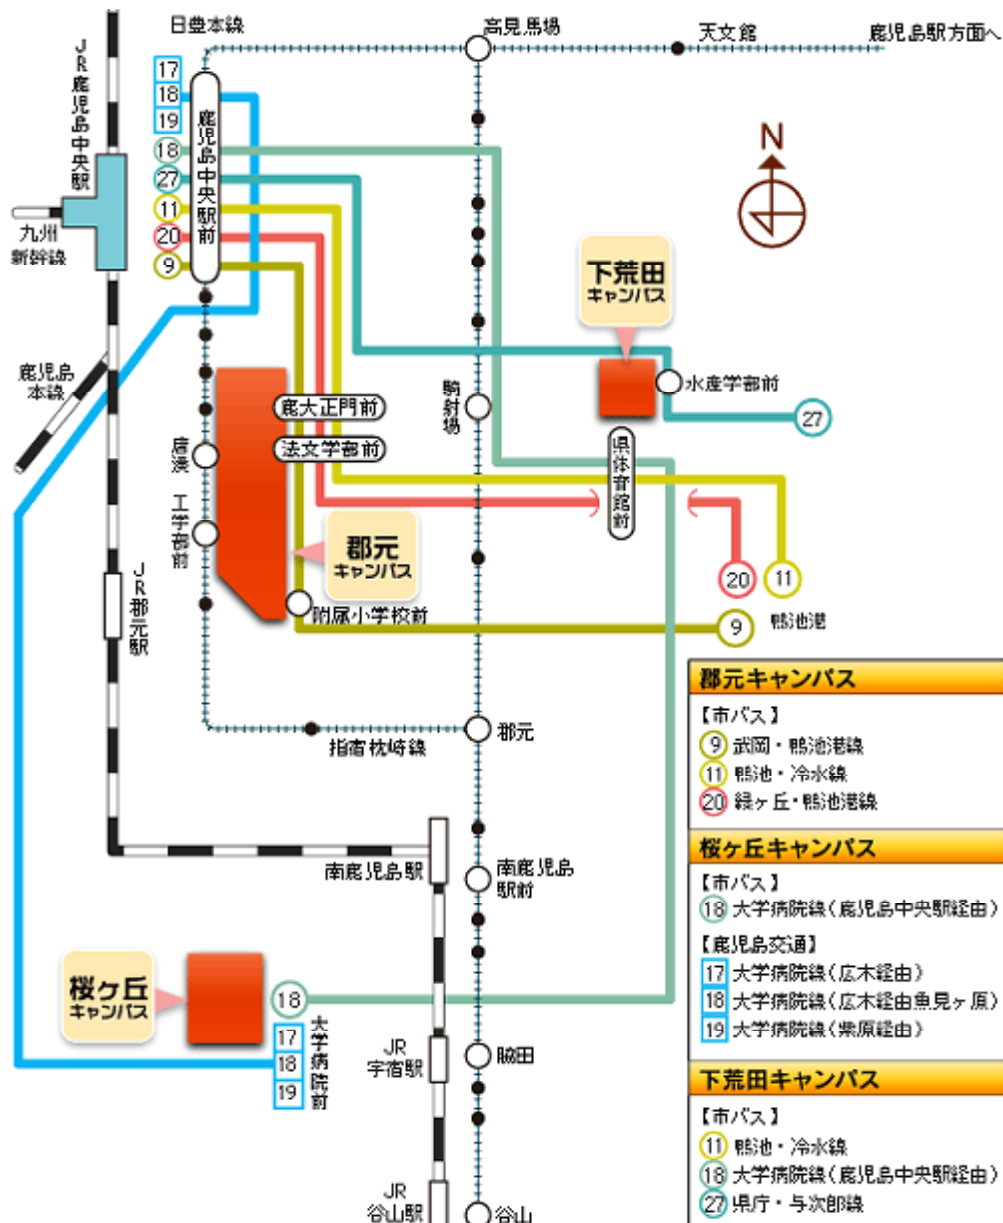 日豊本線
高見馬場
天文館
鹿児島駅方面へ
JR鹿児島中央駅
17
18
19
18
27
11
20
9
鹿児島中央駅前
N
九州
新幹線
下荒田
キャンパス
鹿児島
本線
騎射場
水産学部前
27
鹿大正門前
法文学部前
唐湊
工学部前
県体育館前
郡元
キャンパス
JR郡元駅
20
11
附属小学校前
9
鴨池港
郡元キャンパス
【市バス】
9 武岡・鴨池港線
11 鴨池・冷水線
20 緑ヶ丘・鴨池港線
郡元
指宿枕崎線
桜ヶ丘キャンパス
【市バス】
18 大学病院線(鹿児島中央駅経由)
【鹿児島交通】
17 大学病院線(広木経由)
18 大学病院線(広木経由魚見ヶ原)
19 大学病院線(紫原経由)
南鹿児島駅
南鹿児島
駅前
桜ヶ丘
キャンパス
18
17
18
19
大学病院前
JR
宇宿駅
脇田
下荒田キャンパス
【市バス】
11 鴨池・冷水線
18 大学病院線(鹿児島中央駅経由)
27 県庁・与次郎線
JR
谷山駅
谷山